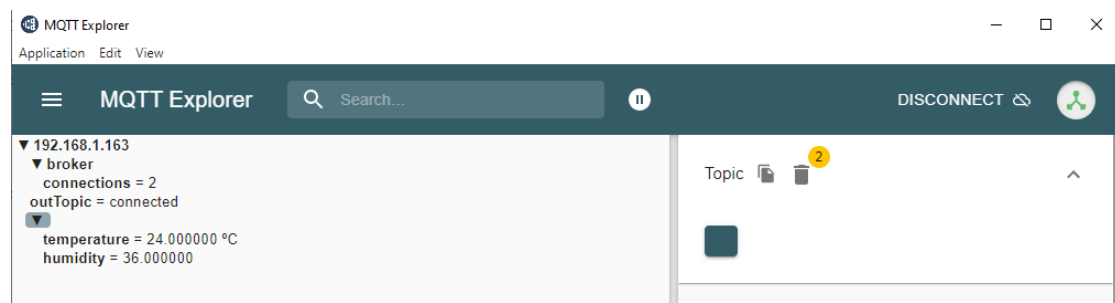 MQTT Explorer
Application Edit View
MQTT Explorer Search... DISCONNECT
▼ 192.168.1.163
▼ broker
connections = 2
outTopic = connected
▼
temperature = 24.000000 ºC
humidity = 36.000000
Topic 2